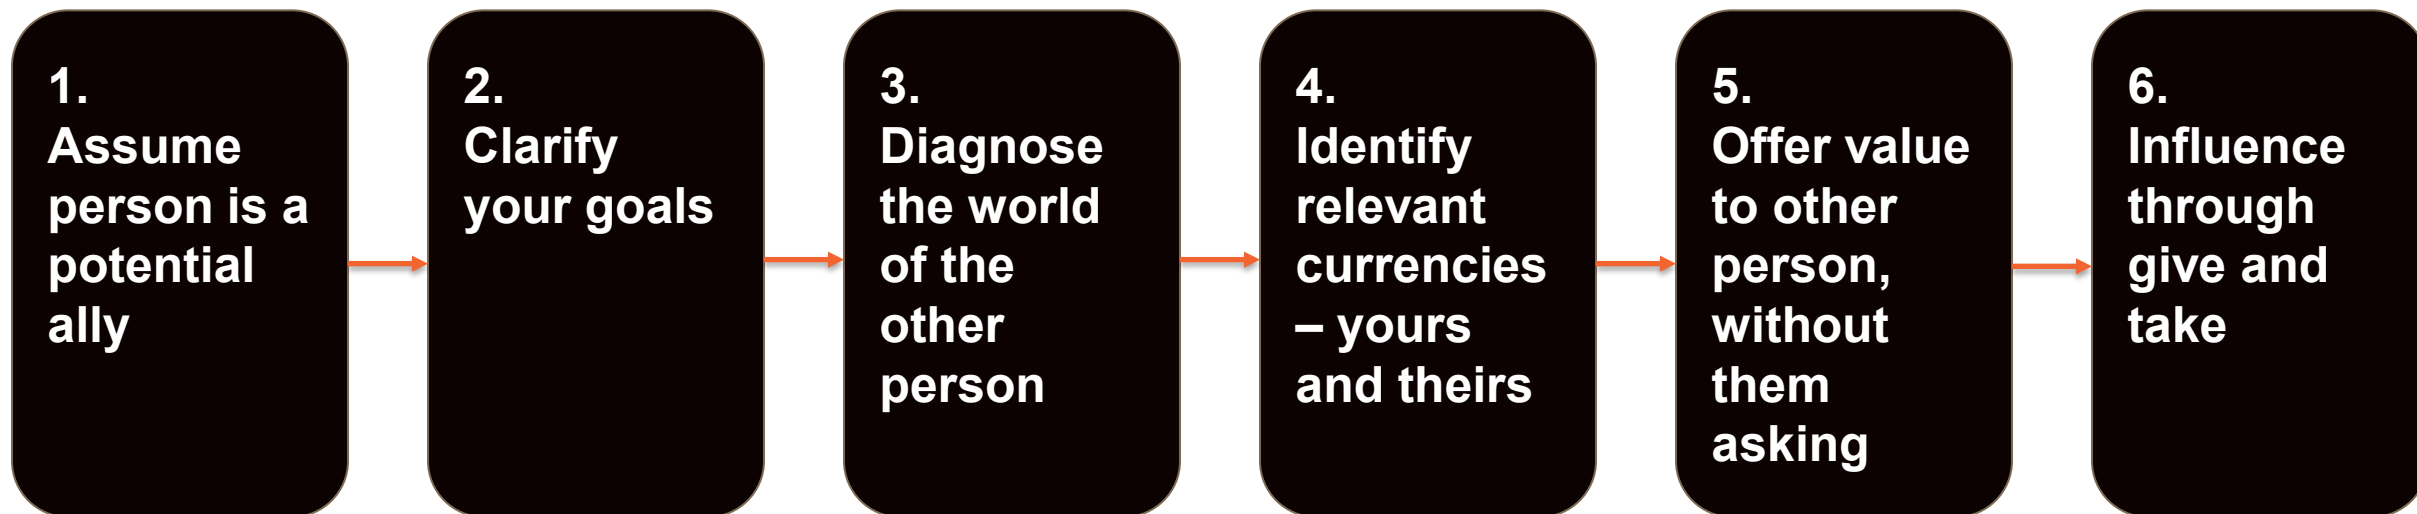 1.
Assume
person is a
potential
ally
2.
Clarify
your goals
3.
Diagnose
the world
of the
other
person
4.
Identify
relevant
currencies
– yours
and theirs
5.
Offer value
to other
person,
without
them
asking
6.
Influence
through
give and
take